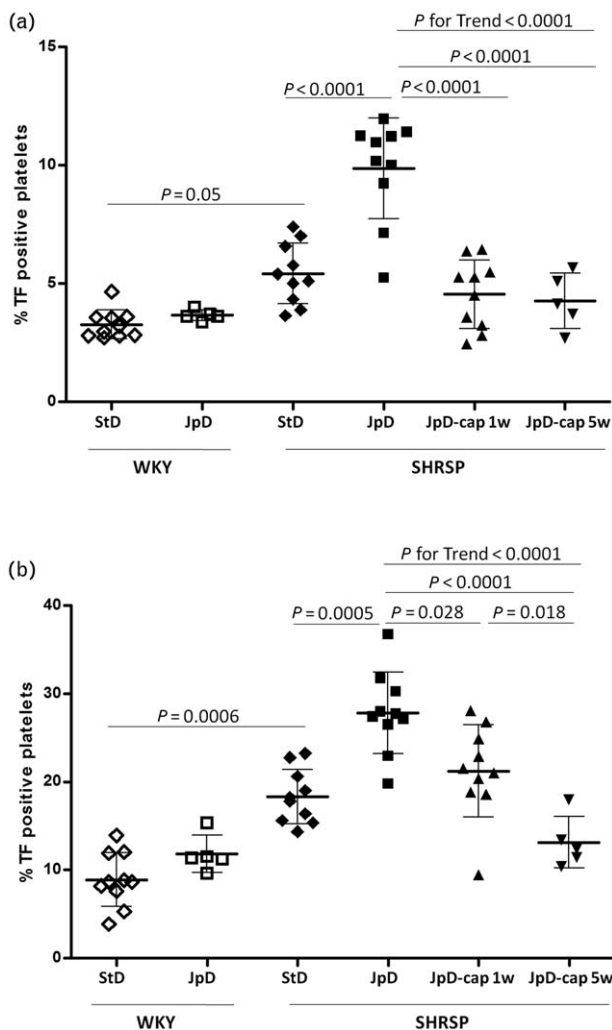 (a)
P for Trend < 0.0001
P < 0.0001
P < 0.0001 P < 0.0001
P = 0.05
% TF positive platelets
15
10
5
0
StD JpD StD JpD JpD-cap 1w JpD-cap 5w
WKY SHRSP
(b)
P for Trend < 0.0001
P < 0.0001
P = 0.0005 P = 0.028 P = 0.018
P = 0.0006
% TF positive platelets
40
30
20
10
0
StD JpD StD JpD JpD-cap 1w JpD-cap 5w
WKY SHRSP